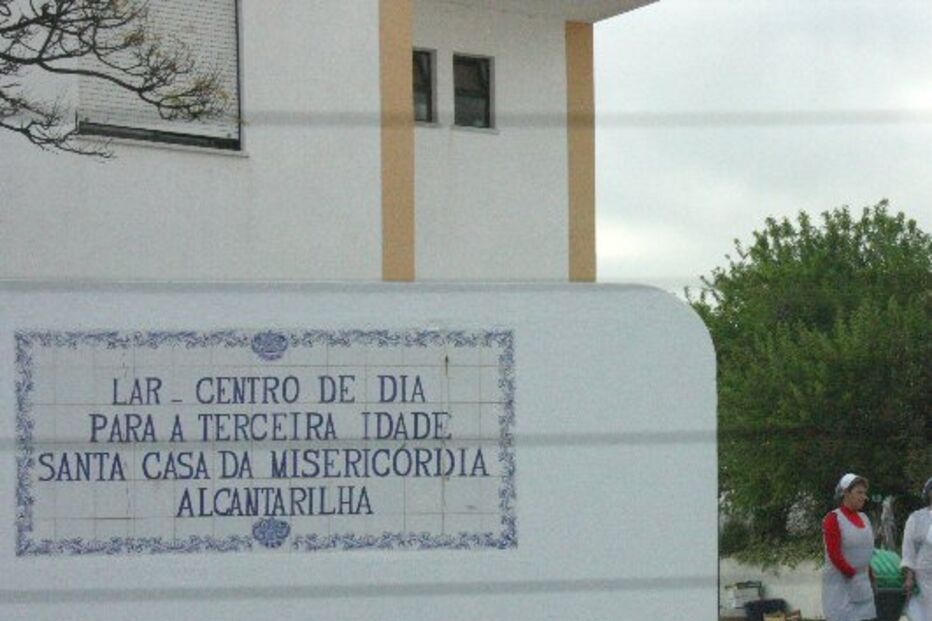 LAR - CENTRO DE DIA
PARA A TERCEIRA IDADE
SANTA CASA DA MISERICÓRDIA
ALCANTARILHA